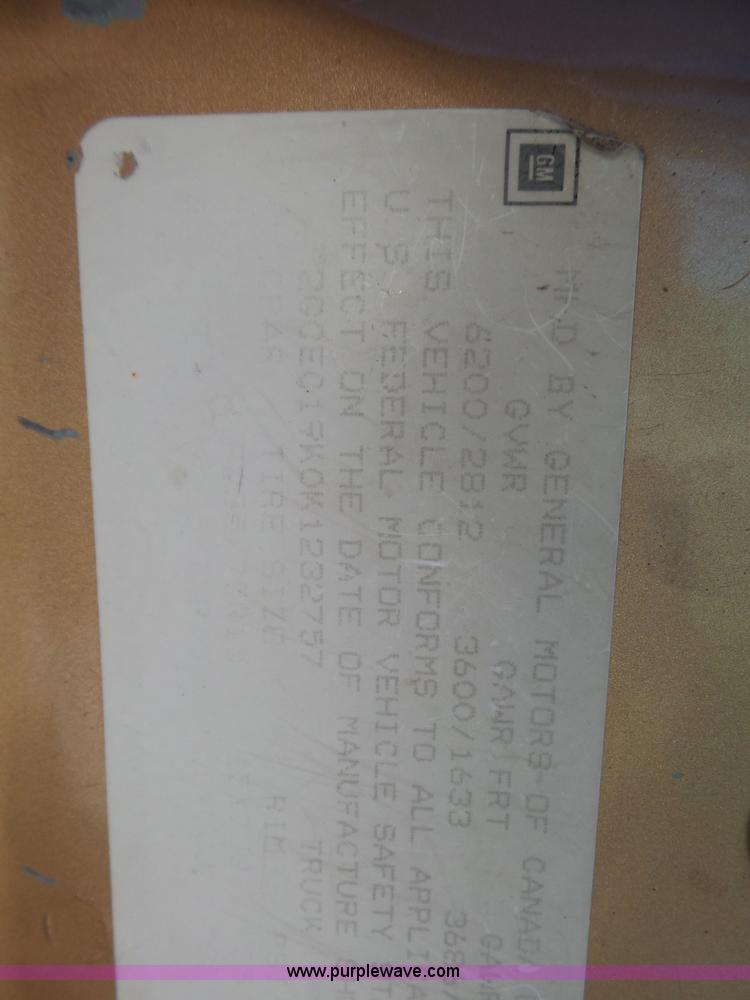 GM
BY GENERAL MOTORS OF CANADA
GVWR GAWR FRT
6200/2812 3600/1633
THIS VEHICLE CONFORMS TO ALL
U.S. FEDERAL MOTOR VEHICLE SAFETY
EFFECT ON THE DATE OF MANUFACTURE
2GCEC19K0K1232757 TRUCK
TIRE SIZE RIM
www.purplewave.com